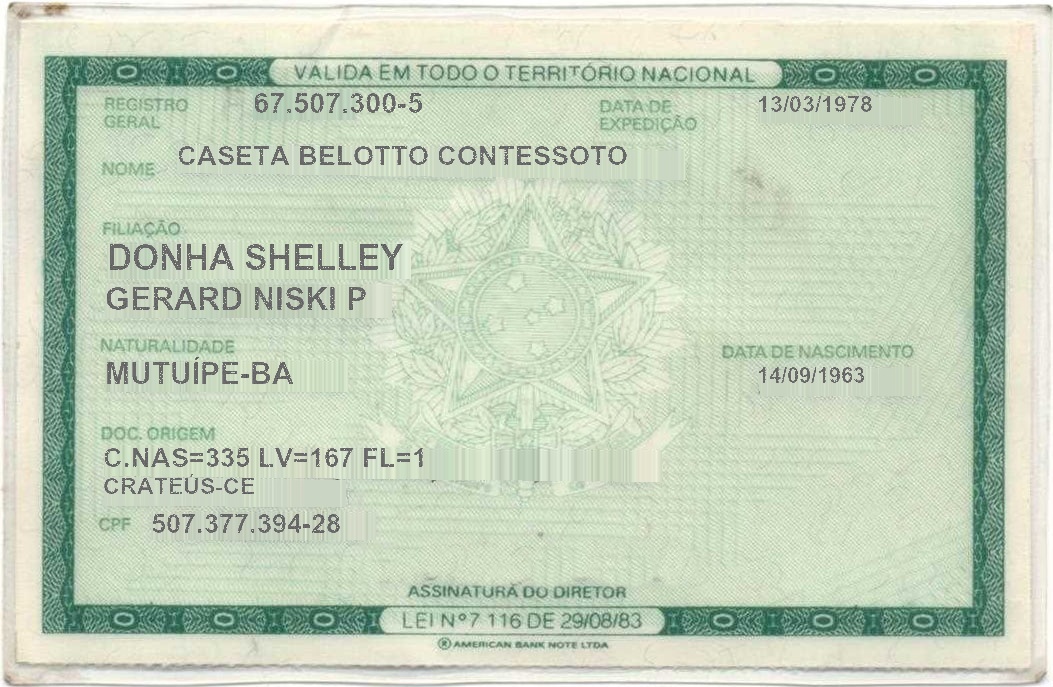 VALIDA EM TODO O TERRITÓRIO NACIONAL
REGISTRO GERAL 67.507.300-5 DATA DE EXPEDIÇÃO 13/03/1978
NOME CASETA BELOTTO CONTESSOTO
FILIAÇÃO
DONHA SHELLEY
GERARD NISKI P
NATURALIDADE DATA DE NASCIMENTO
MUTUÍPE-BA 14/09/1963
DOC. ORIGEM
C.NAS=335 LV=167 FL=1
CRATEÚS-CE
CPF 507.377.394-28
ASSINATURA DO DIRETOR
LEI Nº 7 116 DE 29/08/83
® AMERICAN BANK NOTE LTDA